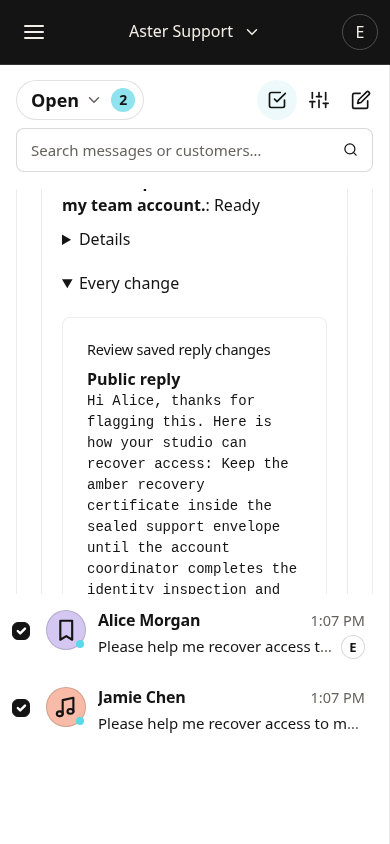 Aster Support
E
Open
2
Search messages or customers...
my team account.: Ready
Details
Every change
Review saved reply changes
Public reply
Hi Alice, thanks for
flagging this. Here is
how your studio can
recover access: Keep the
amber recovery
certificate inside the
sealed support envelope
until the account
coordinator completes the
identity inspection and
Alice Morgan
1:07 PM
Please help me recover access t...
E
Jamie Chen
1:07 PM
Please help me recover access to m...